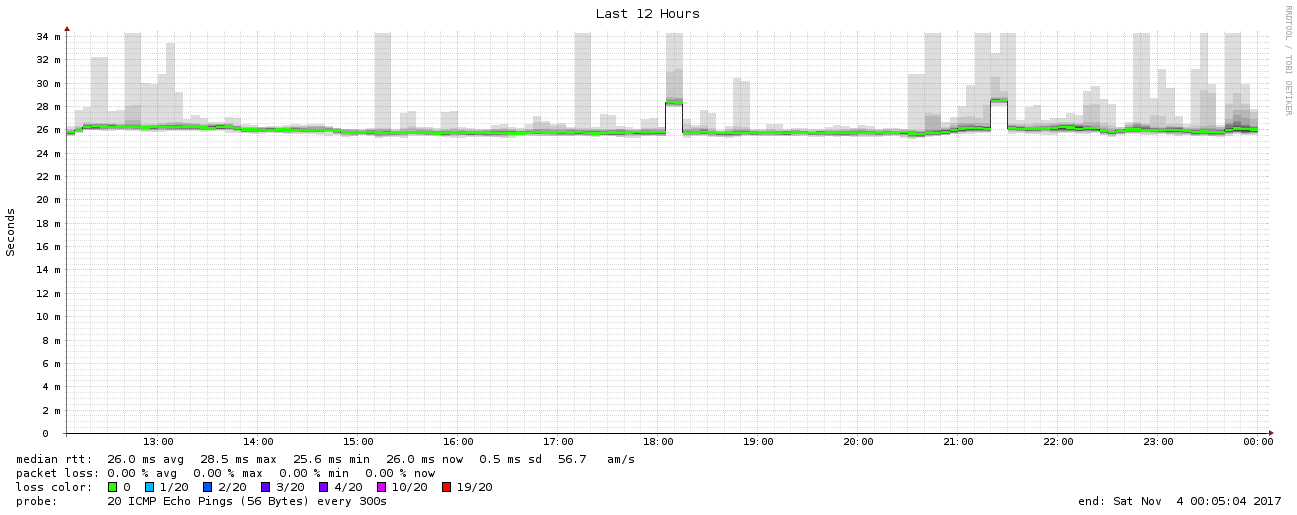 Last 12 Hours
RRDTOOL / TOBI OETIKER
Seconds
34 m
32 m
30 m
28 m
26 m
24 m
22 m
20 m
18 m
16 m
14 m
12 m
10 m
8 m
6 m
4 m
2 m
0
13:00 14:00 15:00 16:00 17:00 18:00 19:00 20:00 21:00 22:00 23:00 00:00
median rtt: 26.0 ms avg 28.5 ms max 25.6 ms min 26.0 ms now 0.5 ms sd 56.7 am/s
packet loss: 0.00 % avg 0.00 % max 0.00 % min 0.00 % now
loss color: 0 1/20 2/20 3/20 4/20 10/20 19/20
probe: 20 ICMP Echo Pings (56 Bytes) every 300s
end: Sat Nov 4 00:05:04 2017